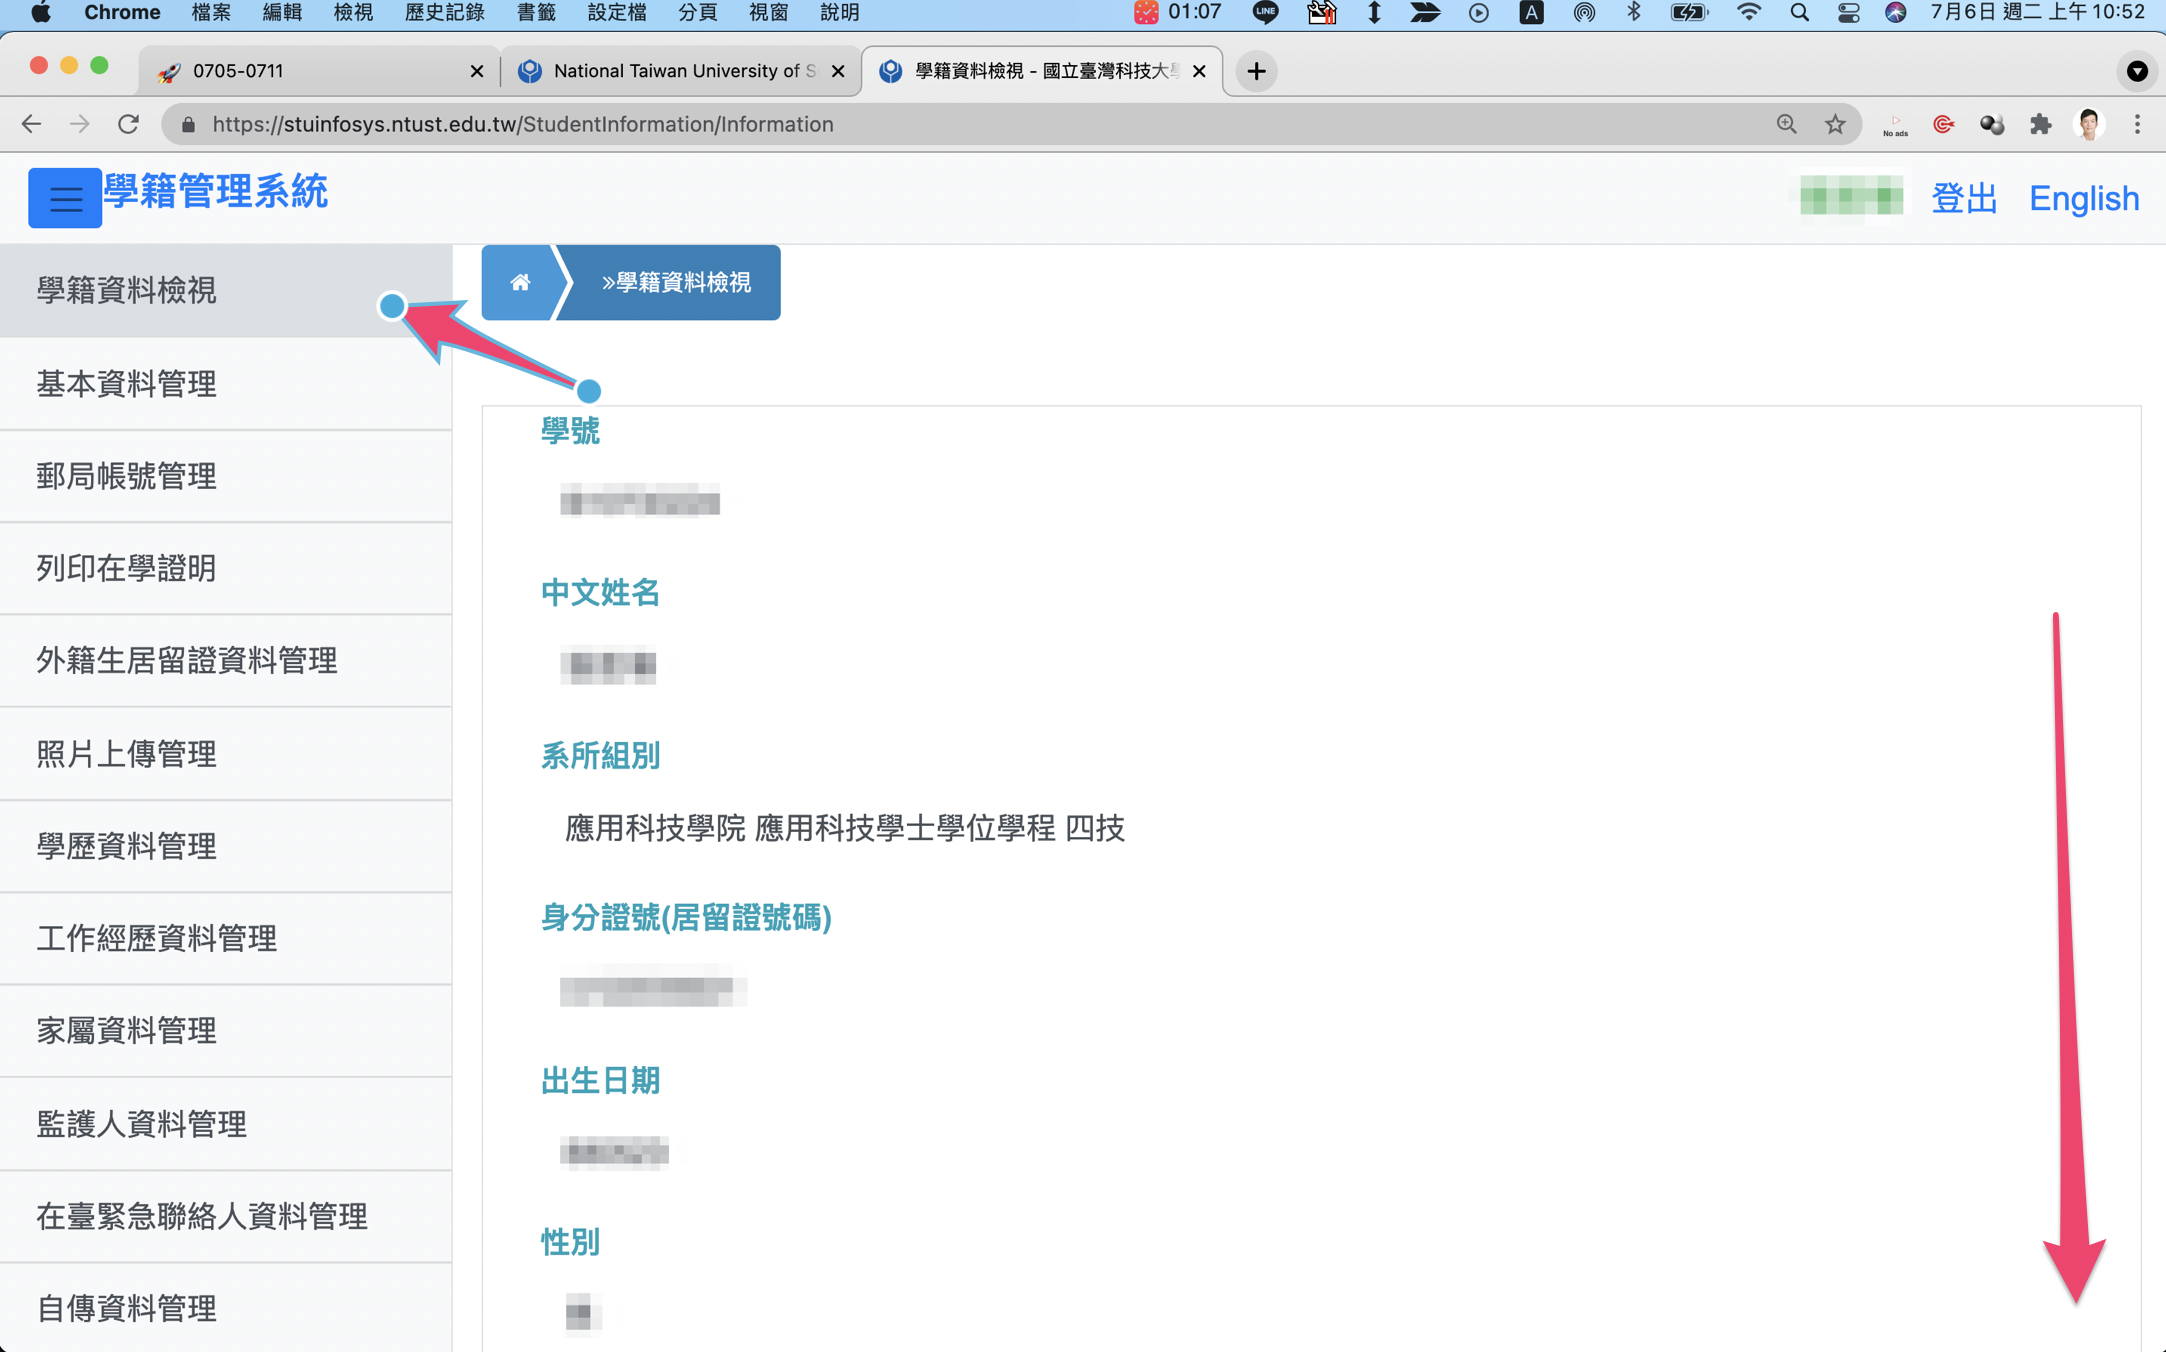 Chrome 檔案 編輯 檢視 歷史記錄 書籤 設定檔 分頁 視窗 說明 01:07 LINE A 7月6日 週二 上午10:52
0705-0711
National Taiwan University of S
學籍資料檢視 - 國立臺灣科技大學
https://stuinfosys.ntust.edu.tw/StudentInformation/Information
No ads
學籍管理系統
登出 English
學籍資料檢視
基本資料管理
郵局帳號管理
列印在學證明
外籍生居留證資料管理
照片上傳管理
學歷資料管理
工作經歷資料管理
家屬資料管理
監護人資料管理
在臺緊急聯絡人資料管理
自傳資料管理
»學籍資料檢視
學號
中文姓名
系所組別
應用科技學院 應用科技學士學位學程 四技
身分證號(居留證號碼)
出生日期
性別